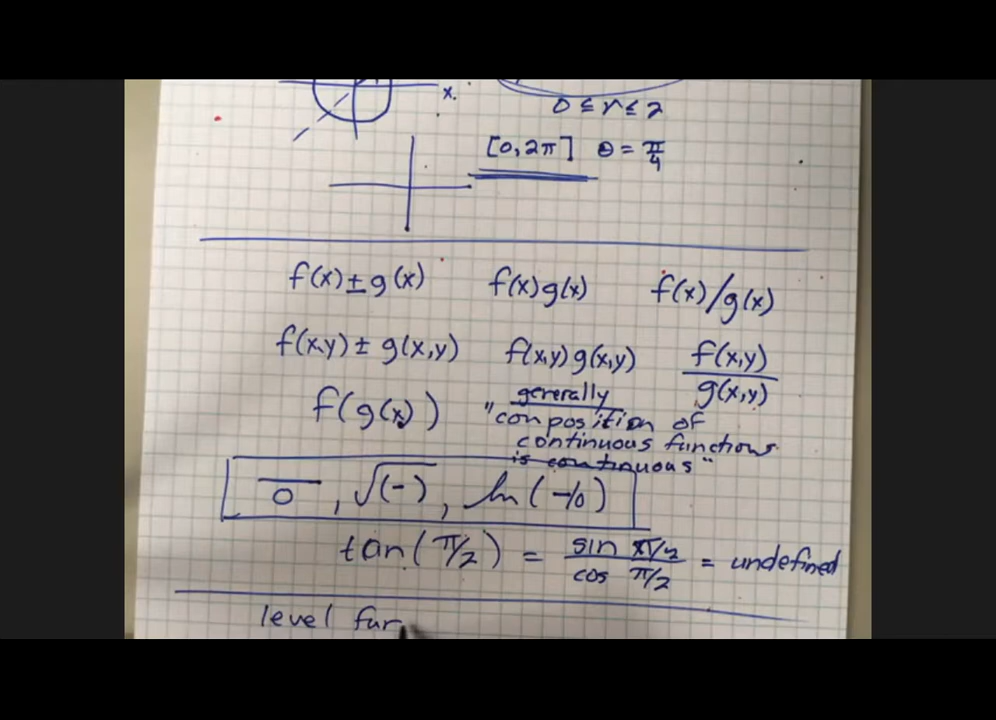 x.
0 ≤ r ≤ 2
[0, 2π] θ = π/4
f(x) ± g(x) f(x)g(x) f(x)/g(x)
f(x,y) ± g(x,y) f(x,y)g(x,y) f(x,y)/g(x,y)
f(g(x)) generally
"composition of
continuous functions
is continuous"
—/0 , √(-) , ln(-/0)
tan(π/2) = sin π/2 / cos π/2 = undefined
level fur